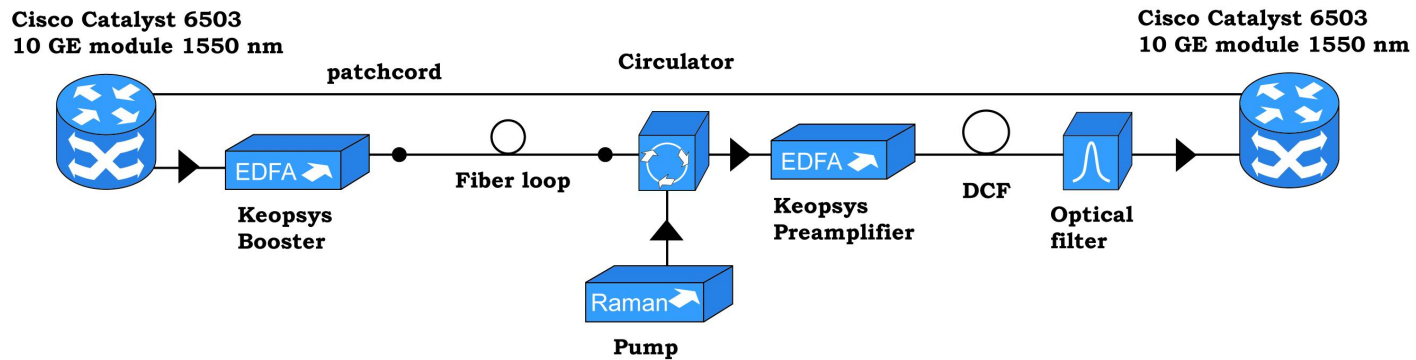 Cisco Catalyst 6503
10 GE module 1550 nm
Cisco Catalyst 6503
10 GE module 1550 nm
patchcord
Circulator
EDFA
Fiber loop
EDFA
DCF
Keopsys
Booster
Keopsys
Preamplifier
Optical
filter
Raman
Pump